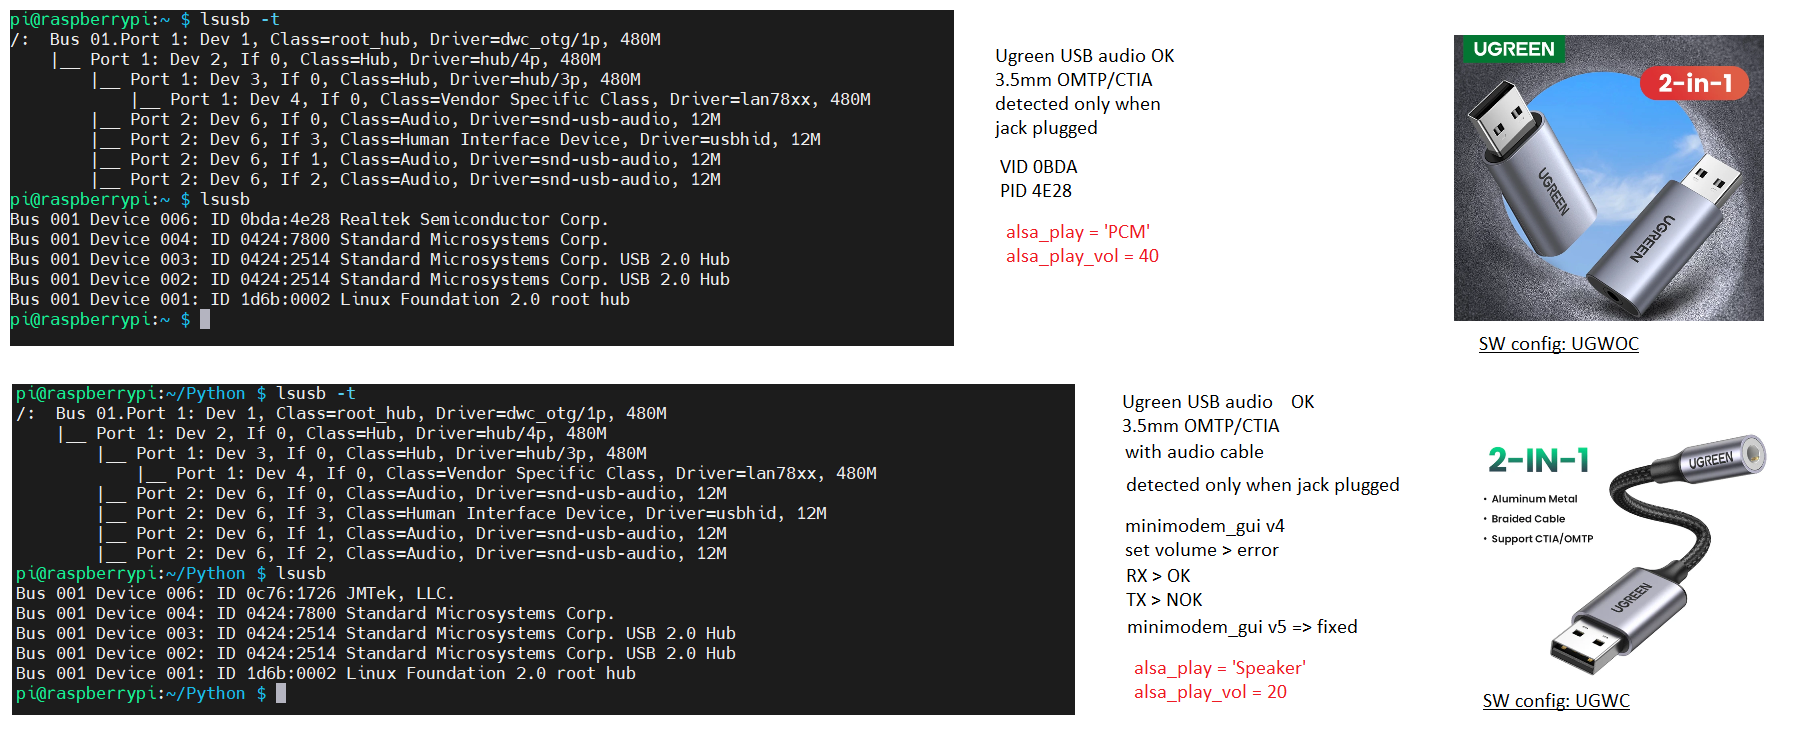 pi@raspberrypi:~ $ lsusb -t
/:  Bus 01.Port 1: Dev 1, Class=root_hub, Driver=dwc_otg/1p, 480M
    |__ Port 1: Dev 2, If 0, Class=Hub, Driver=hub/4p, 480M
        |__ Port 1: Dev 3, If 0, Class=Hub, Driver=hub/3p, 480M
            |__ Port 1: Dev 4, If 0, Class=Vendor Specific Class, Driver=lan78xx, 480M
        |__ Port 2: Dev 6, If 0, Class=Audio, Driver=snd-usb-audio, 12M
        |__ Port 2: Dev 6, If 3, Class=Human Interface Device, Driver=usbhid, 12M
        |__ Port 2: Dev 6, If 1, Class=Audio, Driver=snd-usb-audio, 12M
        |__ Port 2: Dev 6, If 2, Class=Audio, Driver=snd-usb-audio, 12M
pi@raspberrypi:~ $ lsusb
Bus 001 Device 006: ID 0bda:4e28 Realtek Semiconductor Corp.
Bus 001 Device 004: ID 0424:7800 Standard Microsystems Corp.
Bus 001 Device 003: ID 0424:2514 Standard Microsystems Corp. USB 2.0 Hub
Bus 001 Device 002: ID 0424:2514 Standard Microsystems Corp. USB 2.0 Hub
Bus 001 Device 001: ID 1d6b:0002 Linux Foundation 2.0 root hub
pi@raspberrypi:~ $
Ugreen USB audio OK
3.5mm OMTP/CTIA
detected only when
jack plugged
VID 0BDA
PID 4E28
alsa_play = 'PCM'
alsa_play_vol = 40
UGREEN
2-in-1
UGREEN
UGREEN
SW config: UGWOC
pi@raspberrypi:~/Python $ lsusb -t
/:  Bus 01.Port 1: Dev 1, Class=root_hub, Driver=dwc_otg/1p, 480M
    |__ Port 1: Dev 2, If 0, Class=Hub, Driver=hub/4p, 480M
        |__ Port 1: Dev 3, If 0, Class=Hub, Driver=hub/3p, 480M
            |__ Port 1: Dev 4, If 0, Class=Vendor Specific Class, Driver=lan78xx, 480M
        |__ Port 2: Dev 6, If 0, Class=Audio, Driver=snd-usb-audio, 12M
        |__ Port 2: Dev 6, If 3, Class=Human Interface Device, Driver=usbhid, 12M
        |__ Port 2: Dev 6, If 1, Class=Audio, Driver=snd-usb-audio, 12M
        |__ Port 2: Dev 6, If 2, Class=Audio, Driver=snd-usb-audio, 12M
pi@raspberrypi:~/Python $ lsusb
Bus 001 Device 006: ID 0c76:1726 JMTek, LLC.
Bus 001 Device 004: ID 0424:7800 Standard Microsystems Corp.
Bus 001 Device 003: ID 0424:2514 Standard Microsystems Corp. USB 2.0 Hub
Bus 001 Device 002: ID 0424:2514 Standard Microsystems Corp. USB 2.0 Hub
Bus 001 Device 001: ID 1d6b:0002 Linux Foundation 2.0 root hub
pi@raspberrypi:~/Python $
Ugreen USB audio    OK
3.5mm OMTP/CTIA
with audio cable
detected only when jack plugged
minimodem_gui v4
set volume > error
RX > OK
TX > NOK
minimodem_gui v5 => fixed
alsa_play = 'Speaker'
alsa_play_vol = 20
2-IN-1
• Aluminum Metal
• Braided Cable
• Support CTIA/OMTP
UGREEN
UGREEN
SW config: UGWC